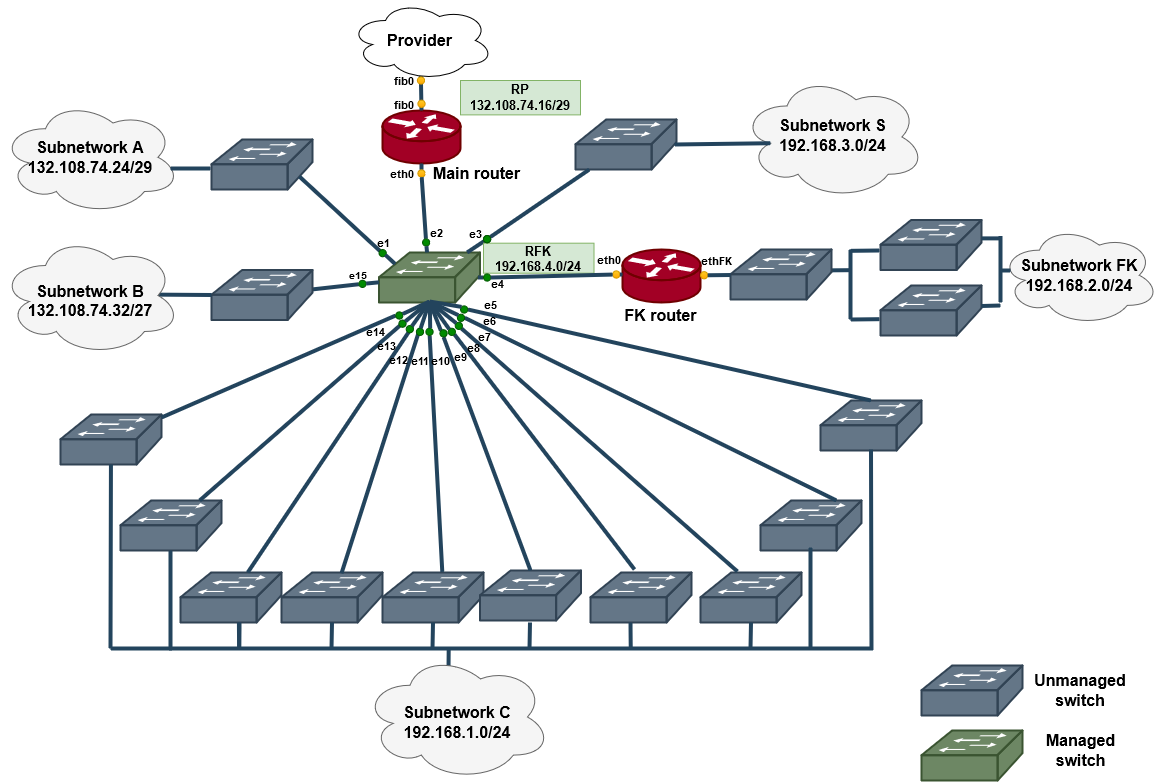 Provider
fib0
fib0
RP
132.108.74.16/29
Subnetwork A
132.108.74.24/29
Subnetwork S
192.168.3.0/24
eth0
Main router
e1
e2
e3
RFK
192.168.4.0/24
eth0
ethFK
Subnetwork FK
192.168.2.0/24
e15
e4
Subnetwork B
132.108.74.32/27
FK router
e5
e6
e7
e8
e9
e10
e11
e12
e13
e14
Subnetwork C
192.168.1.0/24
Unmanaged
switch
Managed
switch